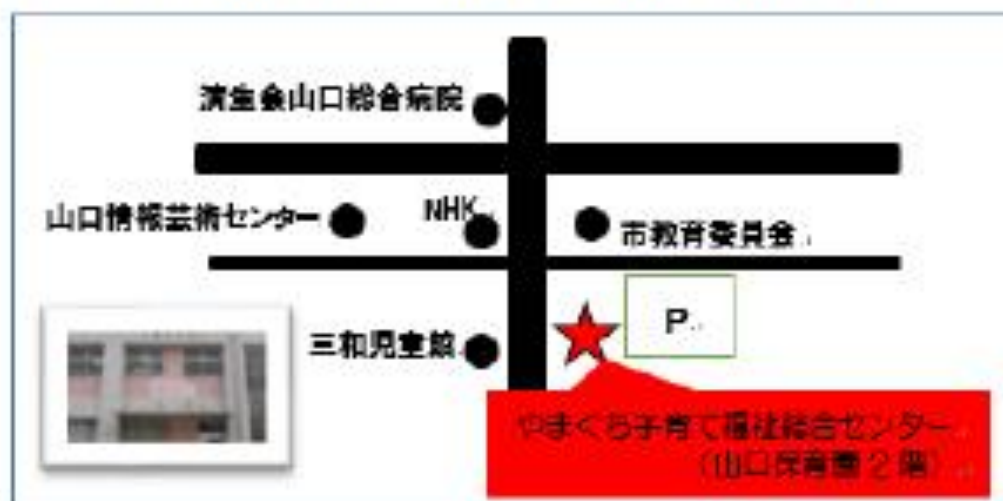 済生会山口総合病院
山口情報芸術センター
NHK
市教育委員会
三和児童館
P
やまぐち子育て福祉総合センター
(山口保育園2階)